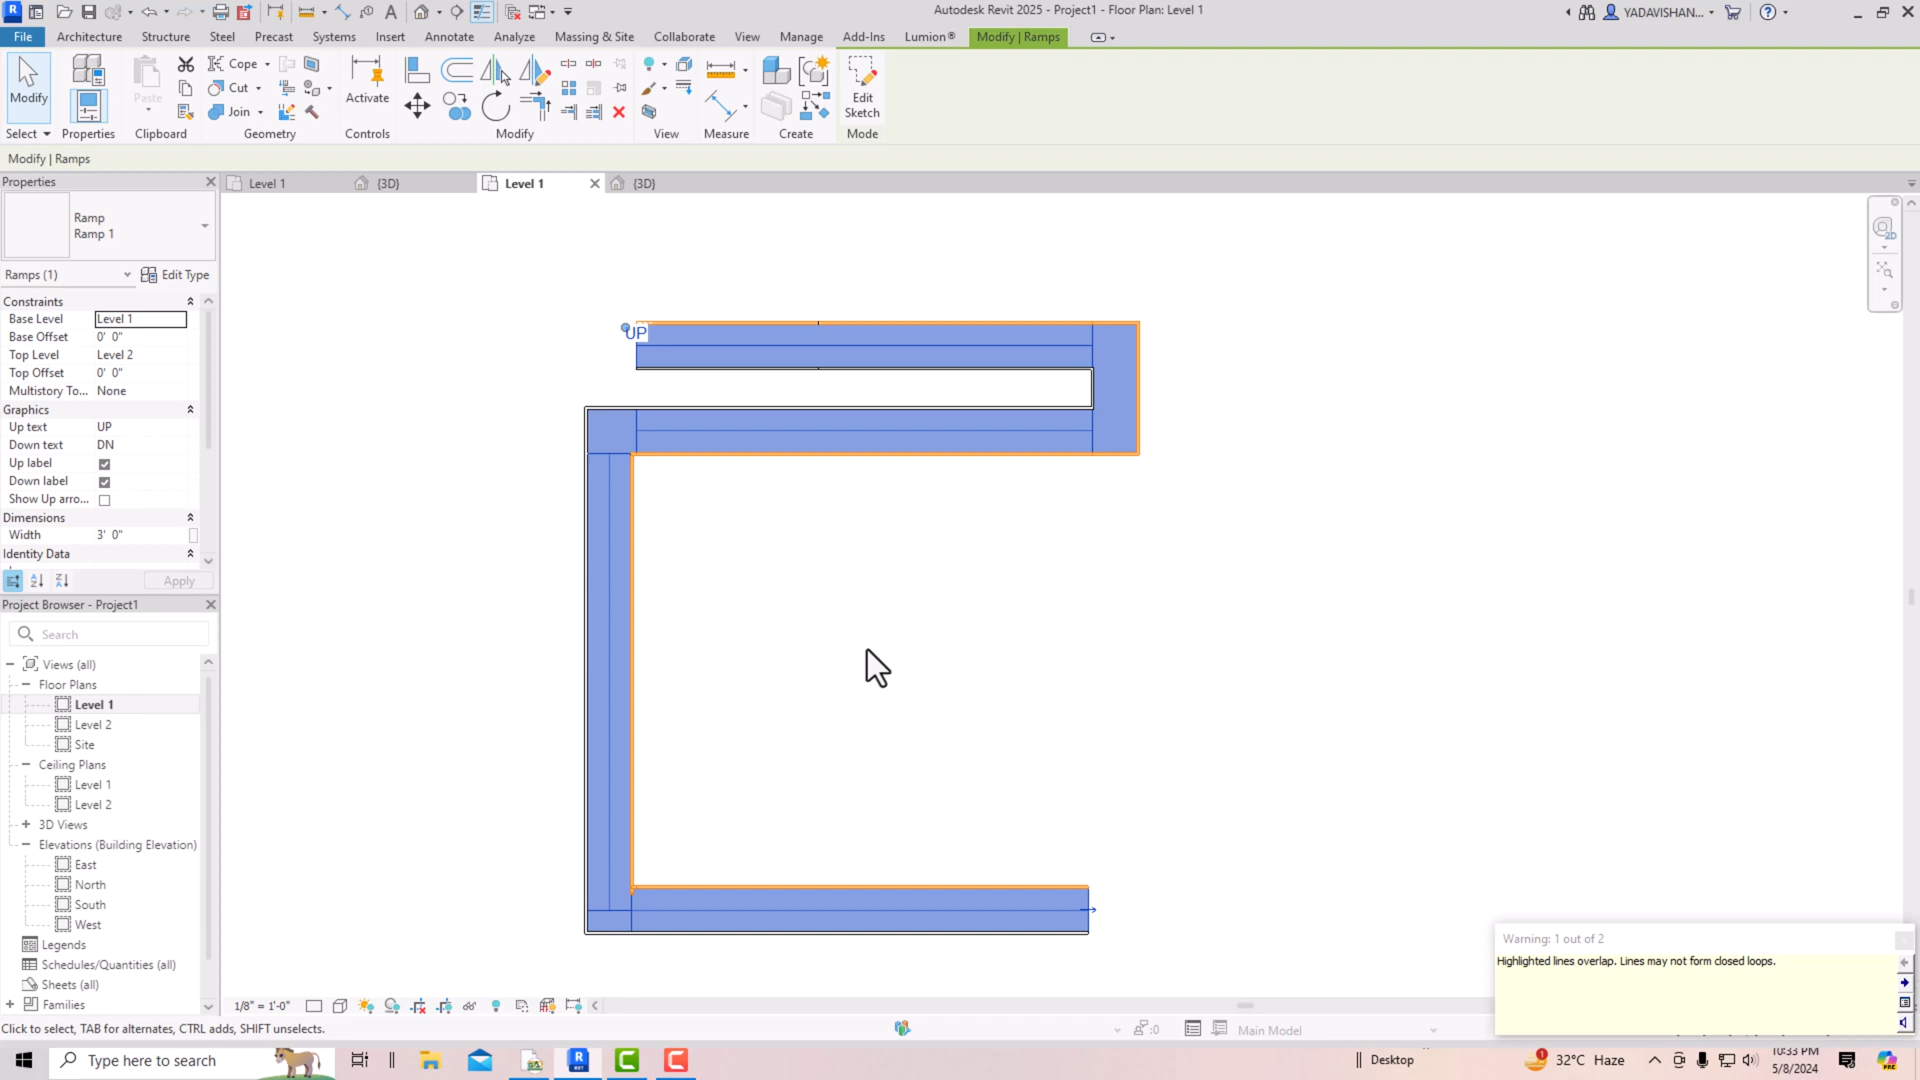 Autodesk Revit 2025 - Project1 - Floor Plan: Level 1
YADAVISHAN...
File Architecture Structure Steel Precast Systems Insert Annotate Analyze Massing & Site Collaborate View Manage Add-Ins Lumion® Modify | Ramps
Modify
Paste
Cope
Cut
Join
Activate
Edit
Sketch
Select Properties Clipboard Geometry Controls Modify View Measure Create Mode
Modify | Ramps
Properties
Level 1
{3D}
Level 1
{3D}
Ramp
Ramp 1
Ramps (1)
Edit Type
Constraints
Base Level Level 1
Base Offset 0' 0"
Top Level Level 2
Top Offset 0' 0"
Multistory To... None
Graphics
Up text UP
Down text DN
Up label
Down label
Show Up arro...
Dimensions
Width 3' 0"
Identity Data
Apply
UP
Project Browser - Project1
Search
Views (all)
Floor Plans
Level 1
Level 2
Site
Ceiling Plans
Level 1
Level 2
3D Views
Elevations (Building Elevation)
East
North
South
West
Legends
Schedules/Quantities (all)
Sheets (all)
Families
Warning: 1 out of 2
Highlighted lines overlap. Lines may not form closed loops.
1/8" = 1'-0"
Click to select, TAB for alternates, CTRL adds, SHIFT unselects.
:0
Main Model
Type here to search
Desktop
32°C Haze
10:33 PM
5/8/2024